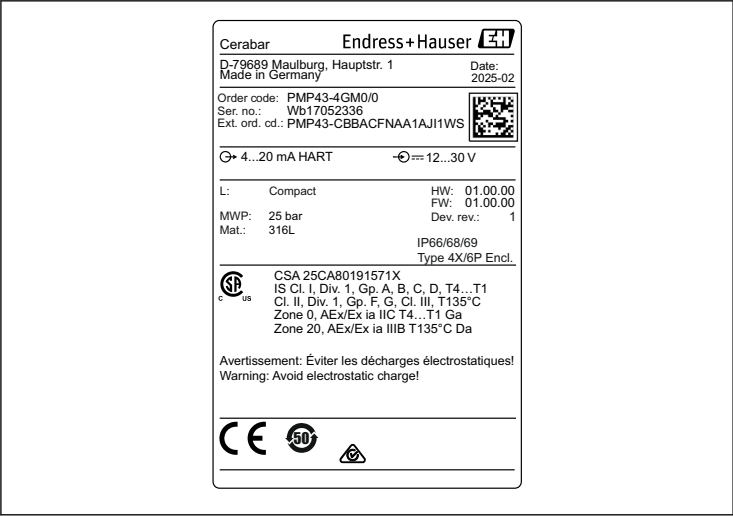 Cerabar
Endress+Hauser EH
D-79689 Maulburg, Hauptstr. 1
Made in Germany
Date:
2025-02
Order code: PMP43-4GM0/0
Ser. no.: Wb17052336
Ext. ord. cd.: PMP43-CBBACFNAA1AJI1WS
4...20 mA HART
12...30 V
L: Compact
HW: 01.00.00
FW: 01.00.00
MWP: 25 bar
Dev. rev.: 1
Mat.: 316L
IP66/68/69
Type 4X/6P Encl.
CSA 25CA80191571X
IS Cl. I, Div. 1, Gp. A, B, C, D, T4…T1
Cl. II, Div. 1, Gp. F, G, Cl. III, T135°C
Zone 0, AEx/Ex ia IIC T4…T1 Ga
Zone 20, AEx/Ex ia IIIB T135°C Da
SA
C US
Avertissement: Éviter les décharges électrostatiques!
Warning: Avoid electrostatic charge!
CE
50